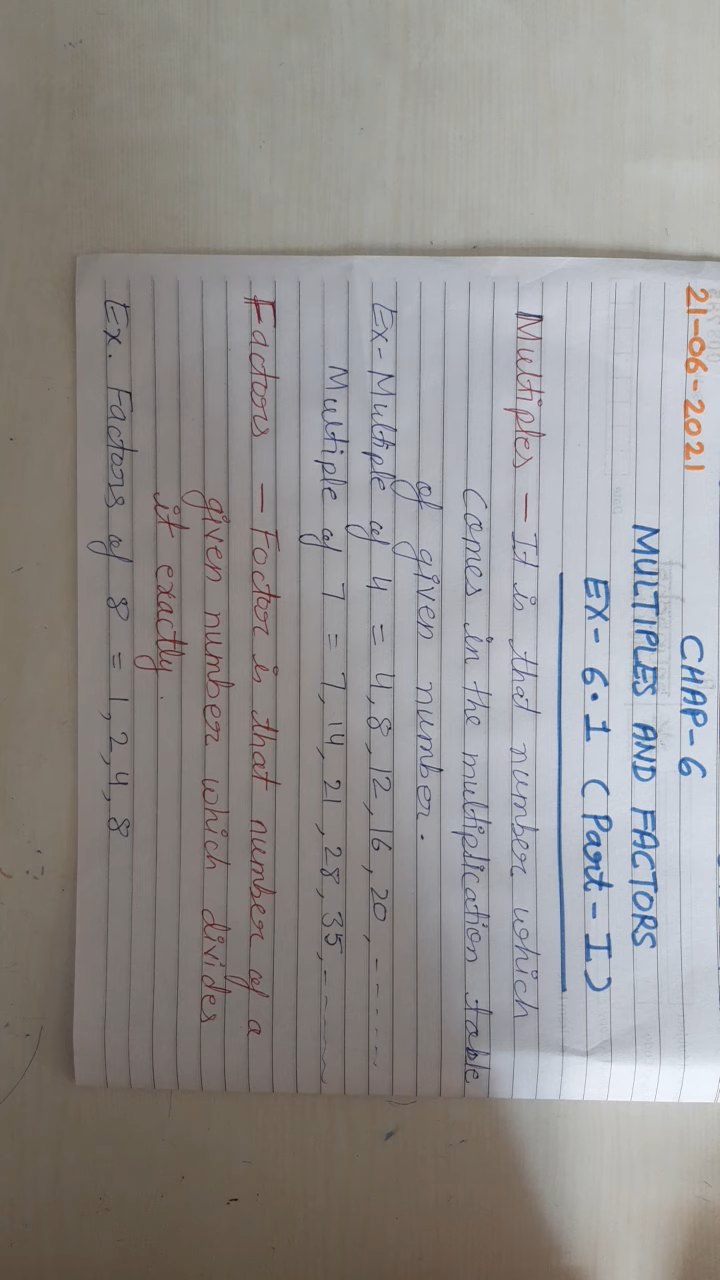 21-06-2021
CHAP-6
MULTIPLES AND FACTORS
EX- 6.1 (Part-I)
Multiples - It is that number which
comes in the multiplication table
of given number.
Ex- Multiple of 4 = 4, 8, 12, 16, 20, ------
Multiple of 7 = 7, 14, 21, 28, 35, ------
Factors - Factor is that number of a
given number which divides
it exactly.
Ex. Factors of 8 = 1, 2, 4, 8